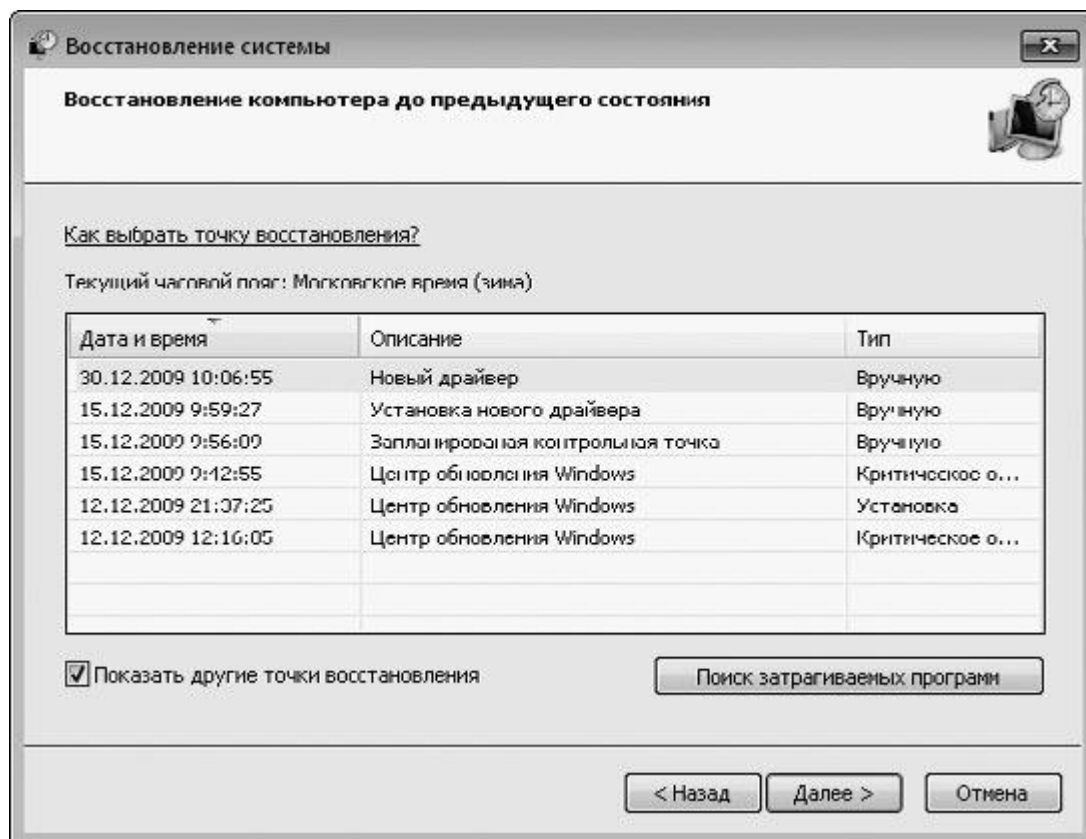 Восстановление системы
Восстановление компьютера до предыдущего состояния
Как выбрать точку восстановления?
Текущий часовой пояс: Московское время (зима)
Дата и время Описание Тип
30.12.2009 10:06:55 Новый драйвер Вручную
15.12.2009 9:59:27 Установка нового драйвера Вручную
15.12.2009 9:56:09 Запланированая контрольная точка Вручную
15.12.2009 9:42:55 Центр обновления Windows Критическое о...
12.12.2009 21:37:25 Центр обновления Windows Установка
12.12.2009 12:16:05 Центр обновления Windows Критическое о...
Показать другие точки восстановления Поиск затрагиваемых программ
< Назад Далее > Отмена